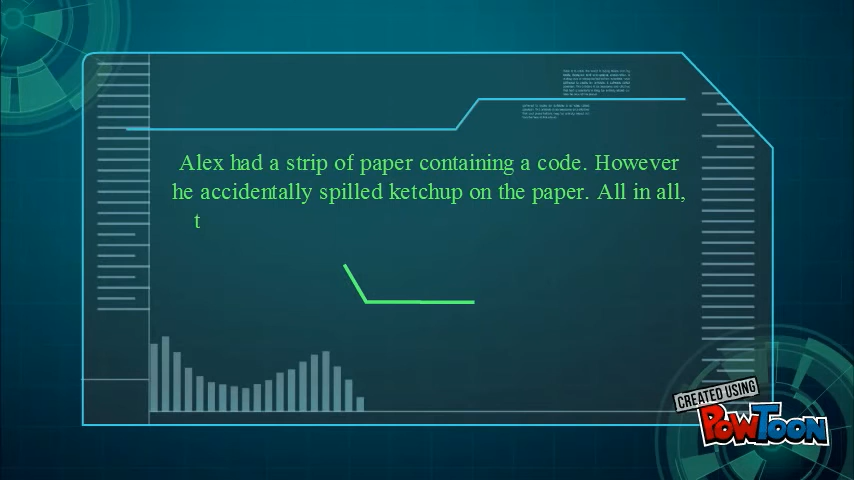 Alex had a strip of paper containing a code. However
he accidentally spilled ketchup on the paper. All in all,
t
CREATED USING
POWTOON